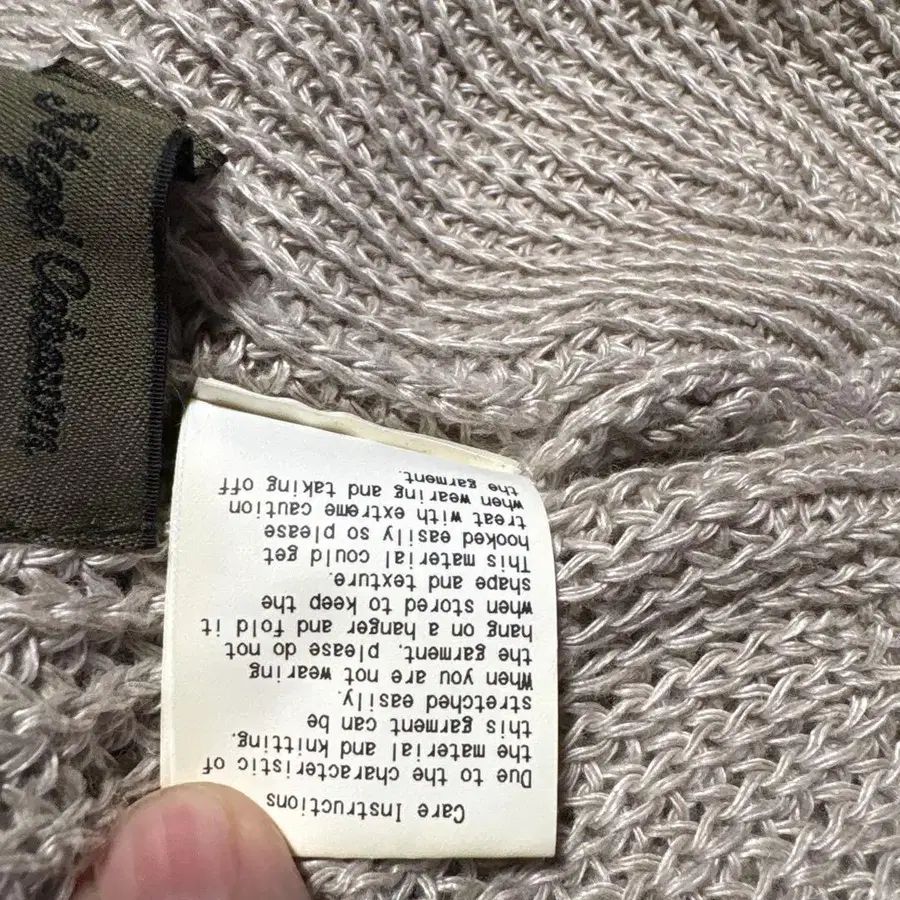 Nigel Cabourn
Care Instructions
Due to the characteristic of
the material and knitting.
this garment can be
stretched easily.
when you are not wearing
the garment. please do not
hang on a hanger and fold it
when stored to keep the
shape and texture.
This material could get
hooked easily so please
treat with extreme caution
when wearing and taking off
the garment.